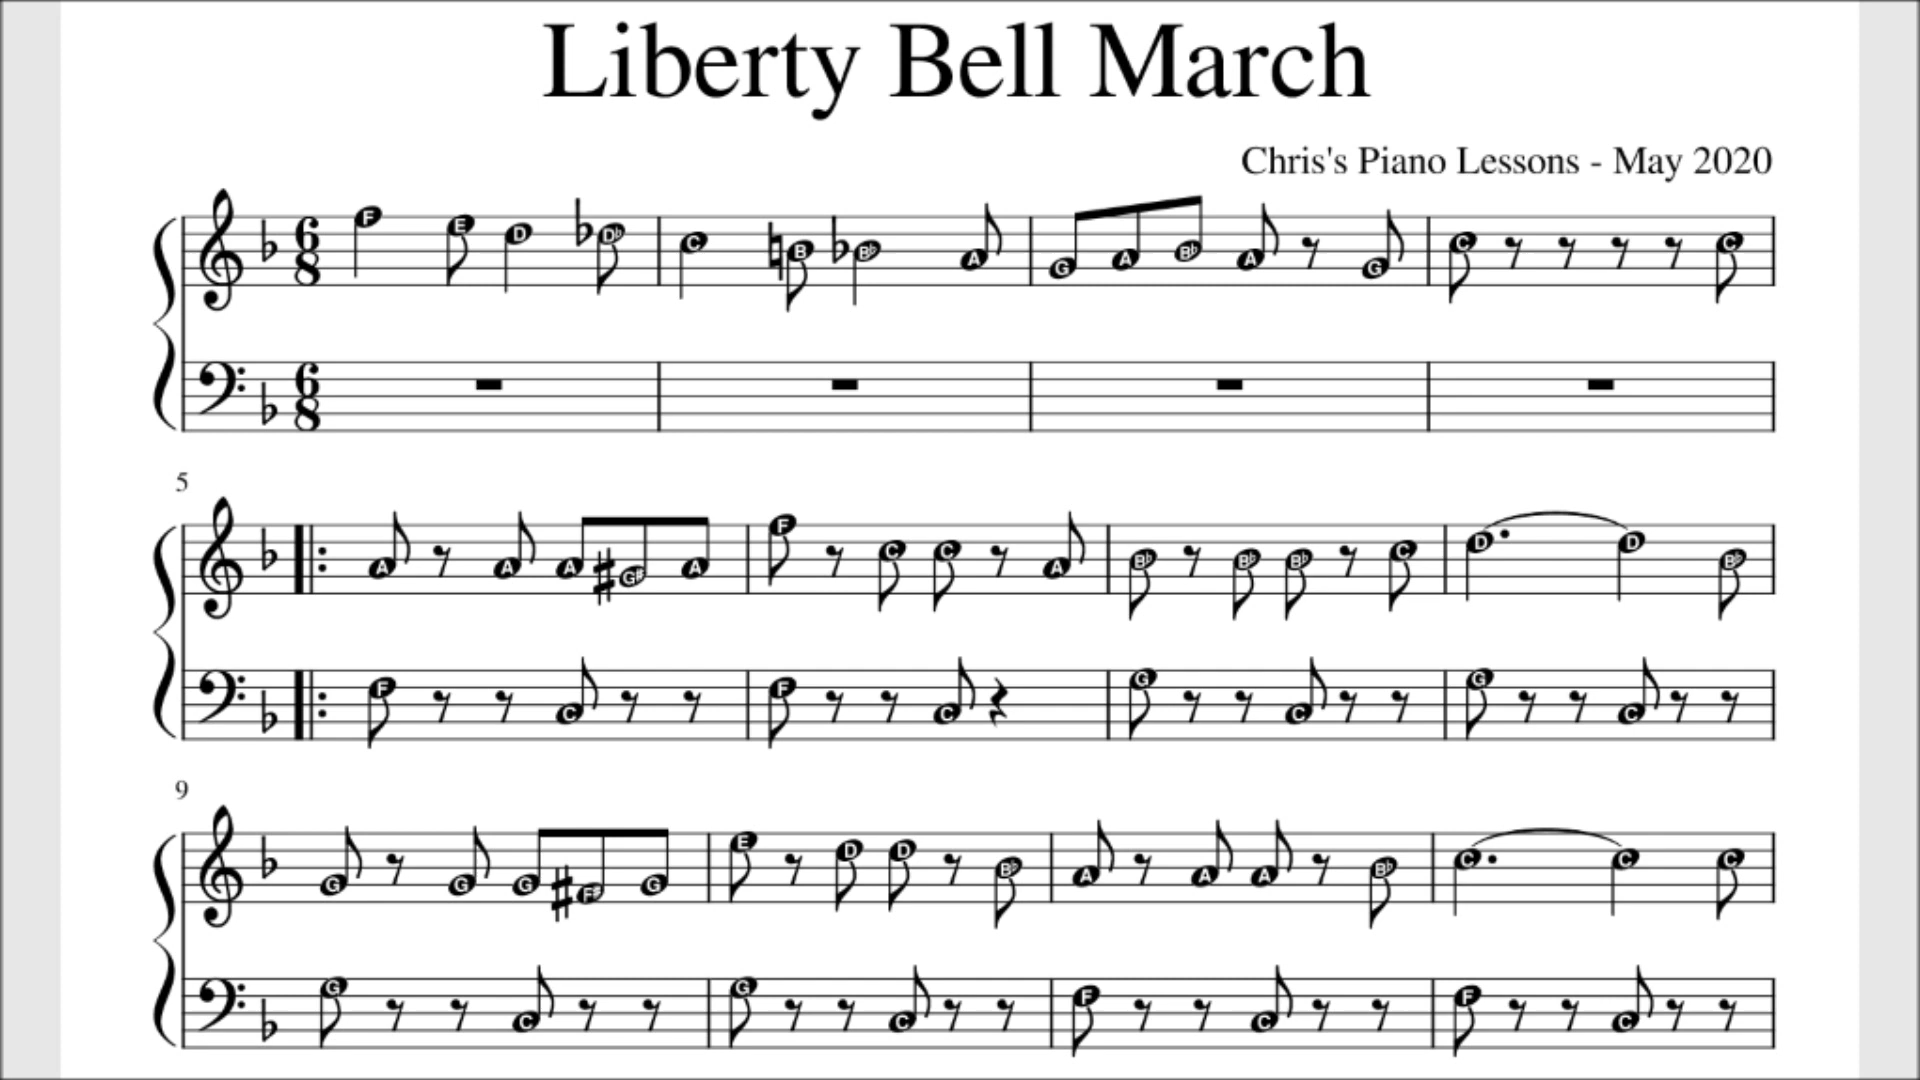 Liberty Bell March
Chris's Piano Lessons - May 2020
6 8 F E D D♭ C B B♭ A G A B♭ A G C C
6 8
5
A A A G♯ A F C C A B♭ B♭ B♭ C D D B♭
F C F C G C G C
9
G G G F♯ G E D D B♭ A A A B♭ C C C
G C G C F C F C